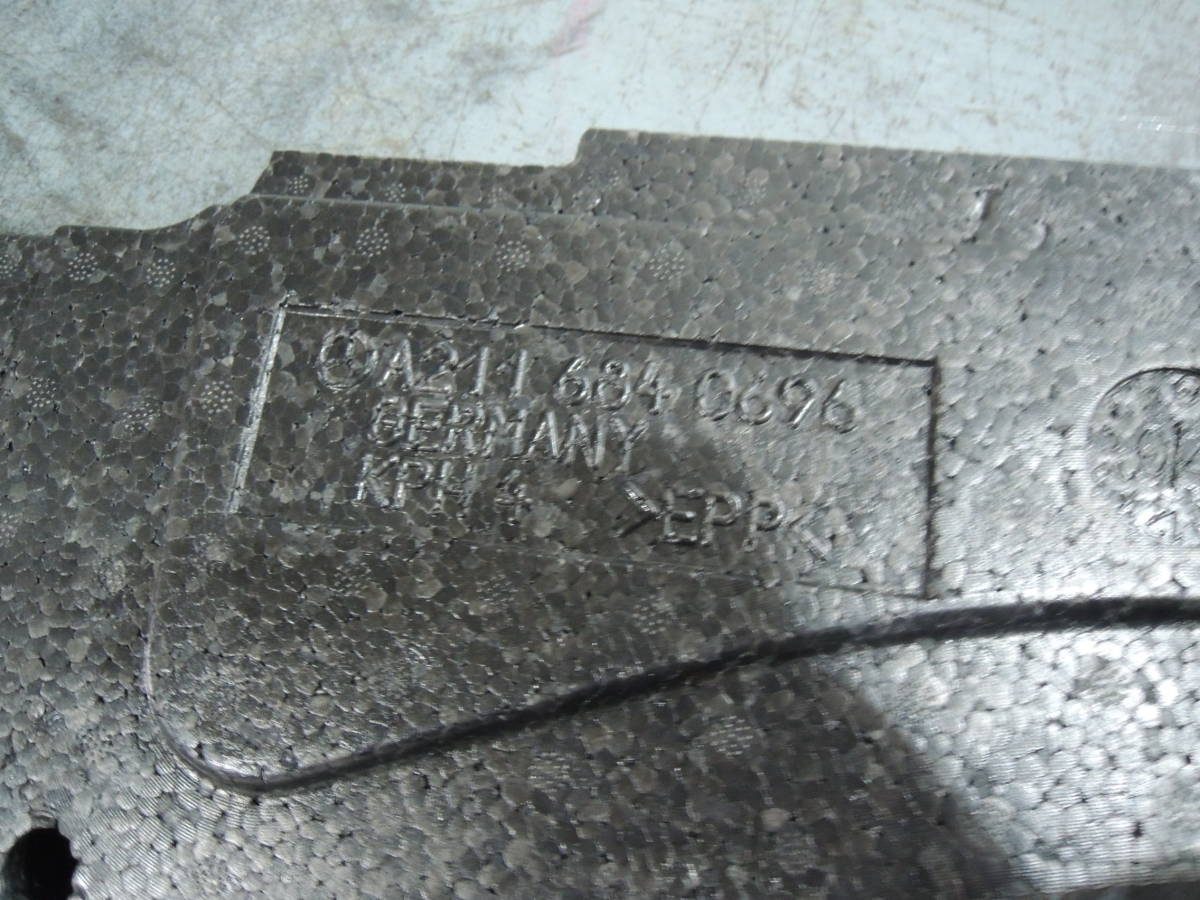 A211 684 0696
GERMANY
KPH 4 >EPP<